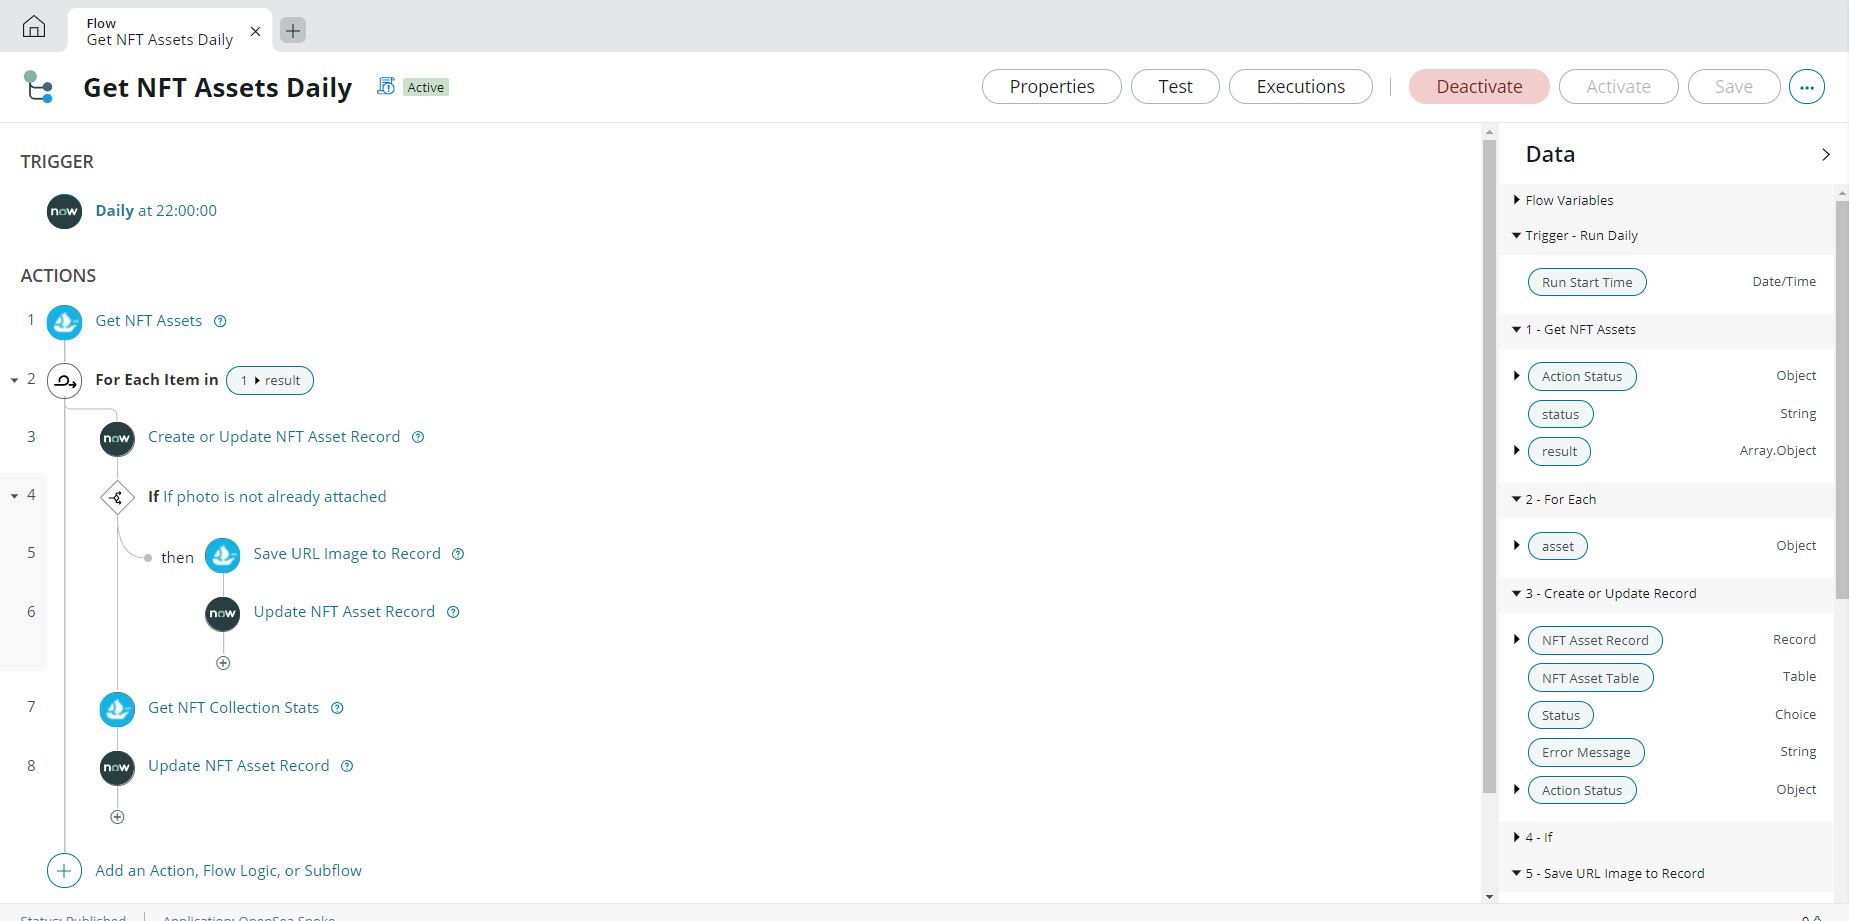 Flow
Get NFT Assets Daily
Get NFT Assets Daily
Active
Properties
Test
Executions
Deactivate
Activate
Save
TRIGGER
now
Daily at 22:00:00
ACTIONS
1
Get NFT Assets
2
For Each Item in
1 result
3
now
Create or Update NFT Asset Record
4
If If photo is not already attached
5
then
Save URL Image to Record
6
now
Update NFT Asset Record
7
Get NFT Collection Stats
8
now
Update NFT Asset Record
Add an Action, Flow Logic, or Subflow
Status: Published
Application: OpenSea Spoke
Data
Flow Variables
Trigger - Run Daily
Run Start Time Date/Time
1 - Get NFT Assets
Action Status Object
status String
result Array.Object
2 - For Each
asset Object
3 - Create or Update Record
NFT Asset Record Record
NFT Asset Table Table
Status Choice
Error Message String
Action Status Object
4 - If
5 - Save URL Image to Record